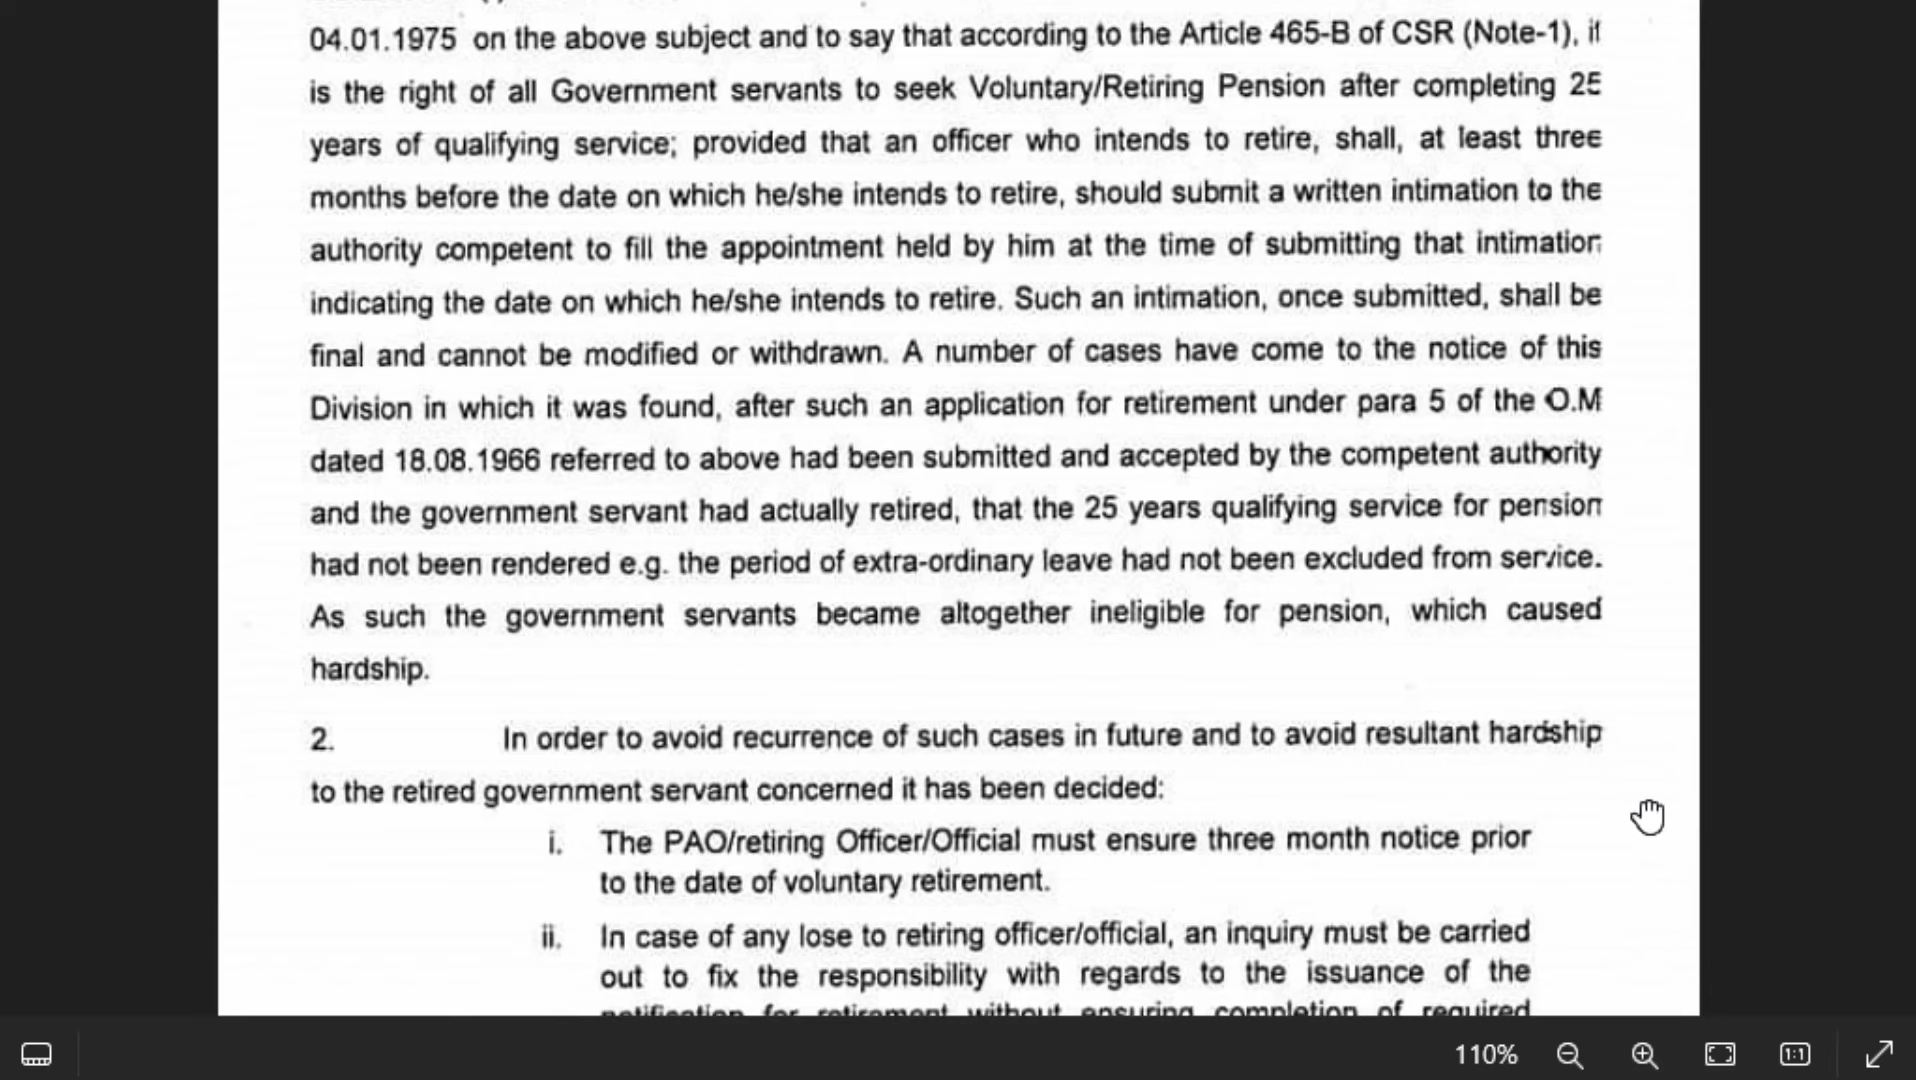 04.01.1975 on the above subject and to say that according to the Article 465-B of CSR (Note-1), it
is the right of all Government servants to seek Voluntary/Retiring Pension after completing 25
years of qualifying service; provided that an officer who intends to retire, shall, at least three
months before the date on which he/she intends to retire, should submit a written intimation to the
authority competent to fill the appointment held by him at the time of submitting that intimation
indicating the date on which he/she intends to retire. Such an intimation, once submitted, shall be
final and cannot be modified or withdrawn. A number of cases have come to the notice of this
Division in which it was found, after such an application for retirement under para 5 of the O.M
dated 18.08.1966 referred to above had been submitted and accepted by the competent authority
and the government servant had actually retired, that the 25 years qualifying service for pension
had not been rendered e.g. the period of extra-ordinary leave had not been excluded from service.
As such the government servants became altogether ineligible for pension, which caused
hardship.
2. In order to avoid recurrence of such cases in future and to avoid resultant hardship
to the retired government servant concerned it has been decided:
i. The PAO/retiring Officer/Official must ensure three month notice prior
to the date of voluntary retirement.
ii. In case of any lose to retiring officer/official, an inquiry must be carried
out to fix the responsibility with regards to the issuance of the
notification for retirement without ensuring completion of required
110%
1:1